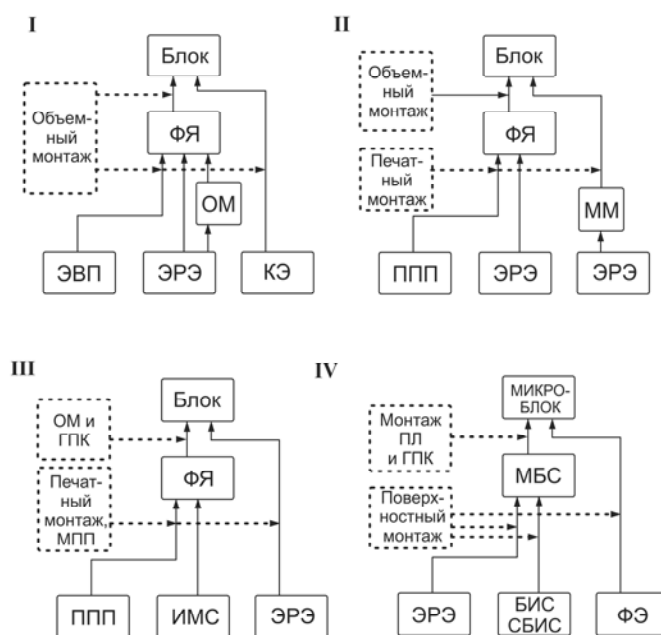 I
Блок
Объем-
ный
монтаж
ФЯ
ОМ
ЭВП
ЭРЭ
КЭ
II
Блок
Объем-
ный
монтаж
ФЯ
Печат-
ный
монтаж
ММ
ППП
ЭРЭ
ЭРЭ
III
Блок
ОМ и
ГПК
ФЯ
Печат-
ный
монтаж,
МПП
ППП
ИМС
ЭРЭ
IV
МИКРО-
БЛОК
Монтаж
ПЛ
и ГПК
МБС
Поверх-
ностный
монтаж
ЭРЭ
БИС
СБИС
ФЭ